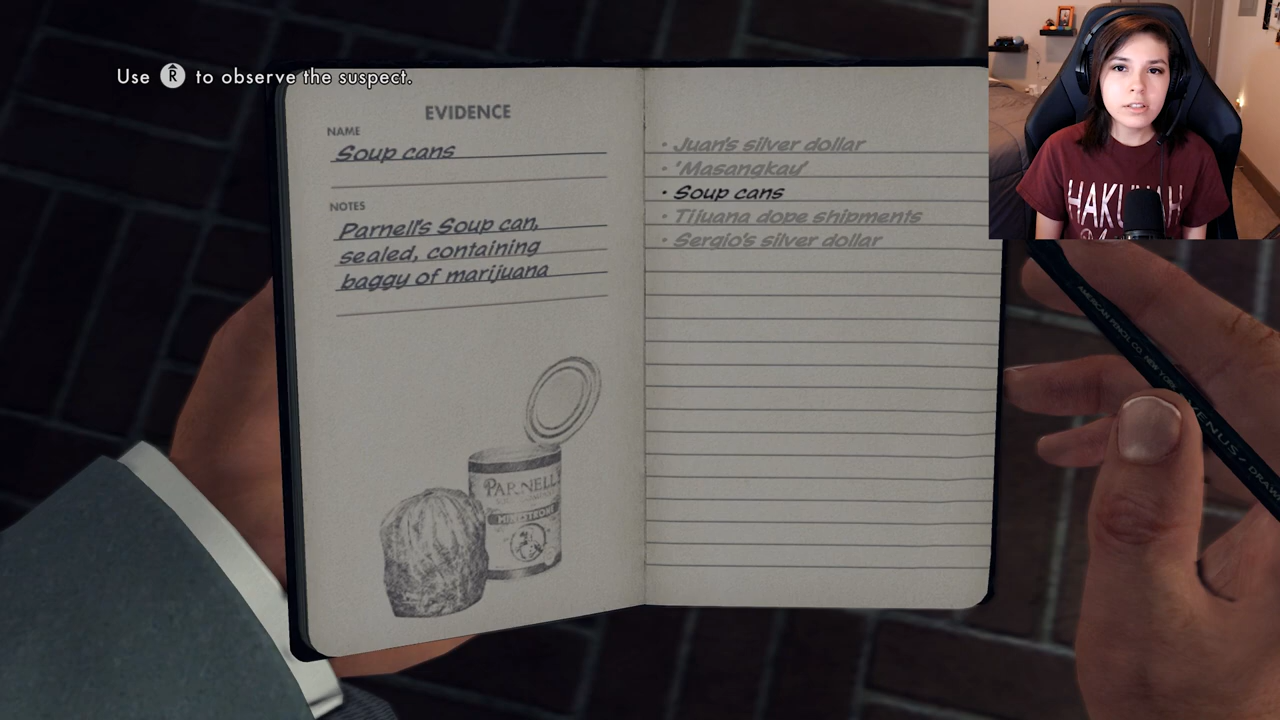 Use R to observe the suspect.
EVIDENCE
NAME
Soup cans
NOTES
Parnell's Soup can,
sealed, containing
baggy of marijuana
PARNELL
MINESTRONE
• Juan's silver dollar
• 'Masangkay'
• Soup cans
• Tijuana dope shipments
• Sergio's silver dollar
HAKUNAH
AMERICAN PENCIL CO. NEW YORK
VENUS